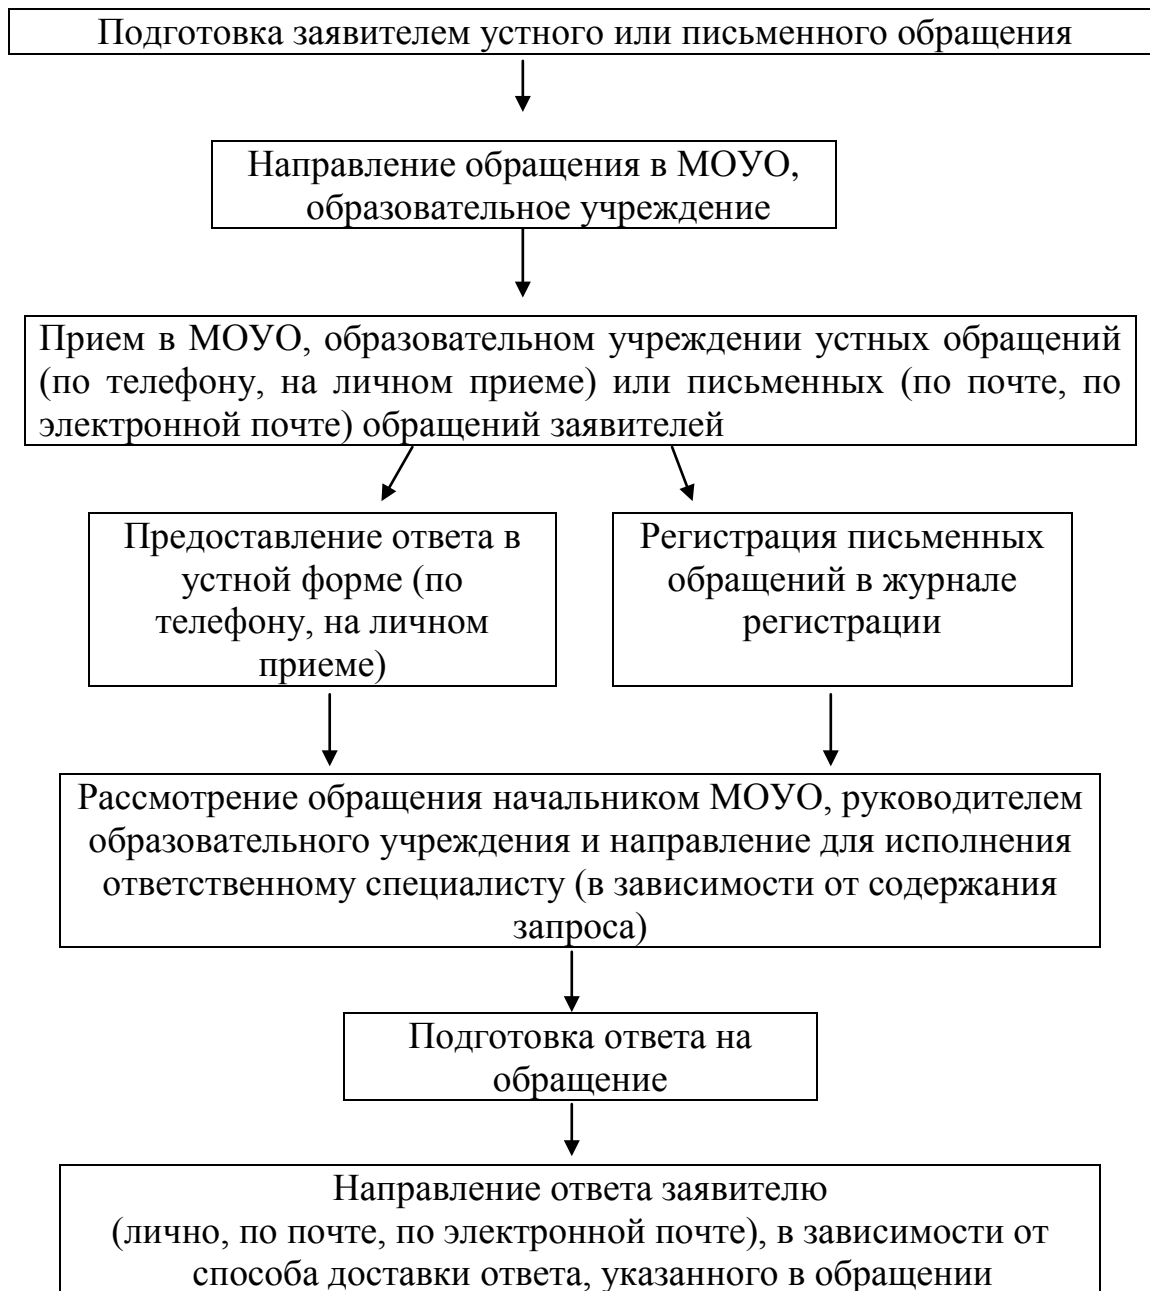 Подготовка заявителем устного или письменного обращения
Направление обращения в МОУО,
образовательное учреждение
Прием в МОУО, образовательном учреждении устных обращений
(по телефону, на личном приеме) или письменных (по почте, по
электронной почте) обращений заявителей
Предоставление ответа в
устной форме (по
телефону, на личном
приеме)
Регистрация письменных
обращений в журнале
регистрации
Рассмотрение обращения начальником МОУО, руководителем
образовательного учреждения и направление для исполнения
ответственному специалисту (в зависимости от содержания
запроса)
Подготовка ответа на
обращение
Направление ответа заявителю
(лично, по почте, по электронной почте), в зависимости от
способа доставки ответа, указанного в обращении